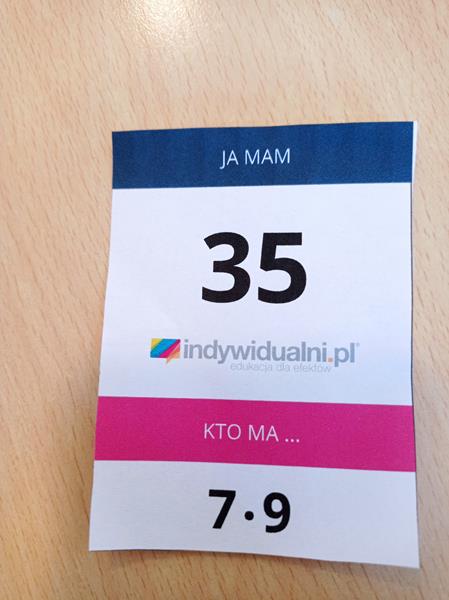 JA MAM
35
indywidualni.pl®
edukacja dla efektów
KTO MA ...
7·9